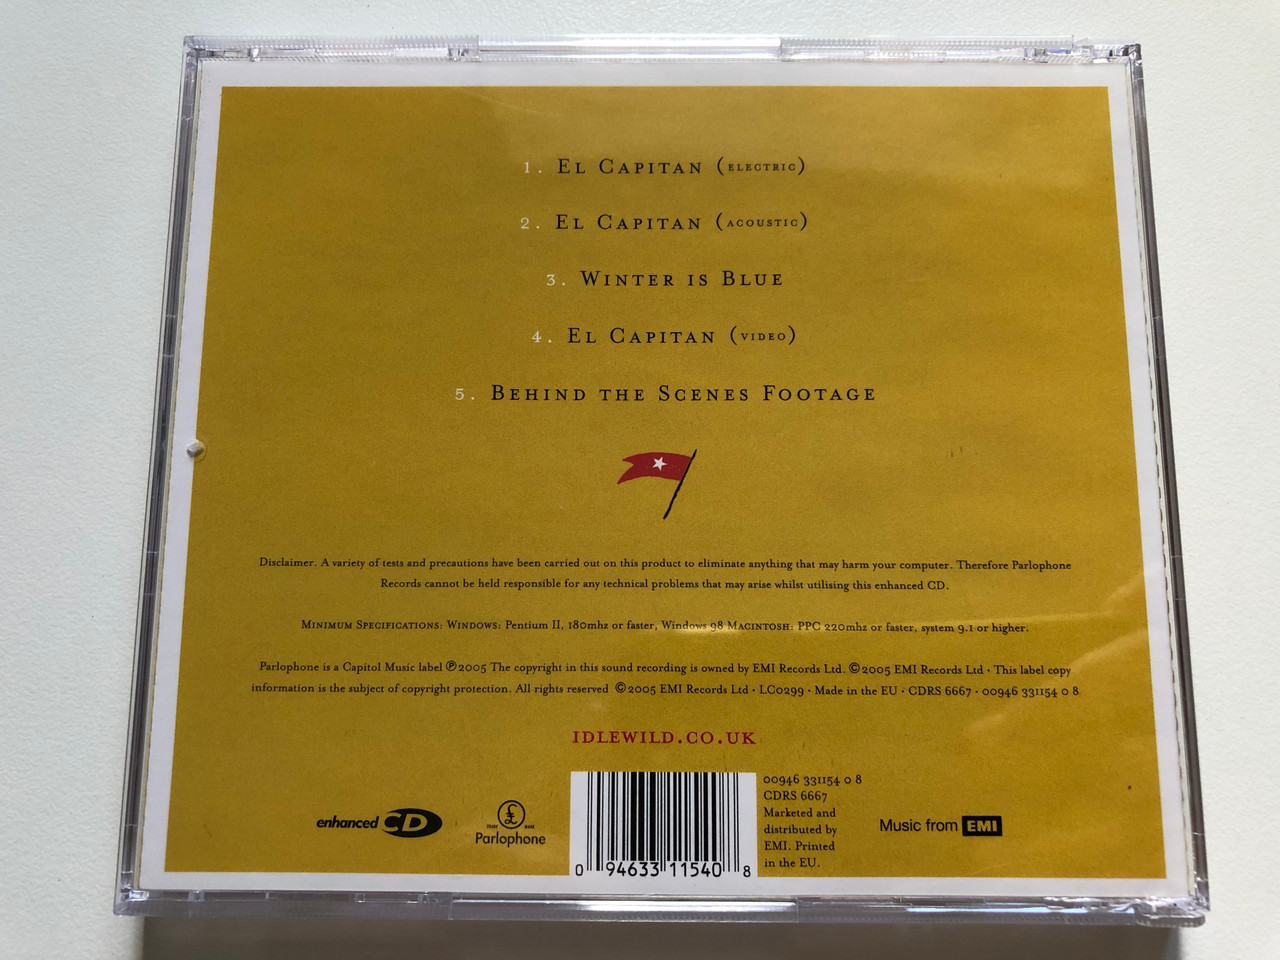 1. El Capitan (electric)
2. El Capitan (acoustic)
3. Winter is Blue
4. El Capitan (video)
5. Behind the Scenes Footage
Disclaimer. A variety of tests and precautions have been carried out on this product to eliminate anything that may harm your computer. Therefore Parlophone
Records cannot be held responsible for any technical problems that may arise whilst utilising this enhanced CD.
Minimum Specifications: Windows: Pentium II, 180mhz or faster, Windows 98 Macintosh: PPC 220mhz or faster, system 9.1 or higher.
Parlophone is a Capitol Music label ℗2005 The copyright in this sound recording is owned by EMI Records Ltd. ©2005 EMI Records Ltd · This label copy
information is the subject of copyright protection. All rights reserved ©2005 EMI Records Ltd · LC0299 · Made in the EU · CDRS 6667 · 00946 331154 0 8
IDLEWILD.CO.UK
enhanced CD
£
TRADE MARK
Parlophone
0 94633 11540 8
00946 331154 0 8
CDRS 6667
Marketed and
distributed by
EMI. Printed
in the EU.
Music from EMI